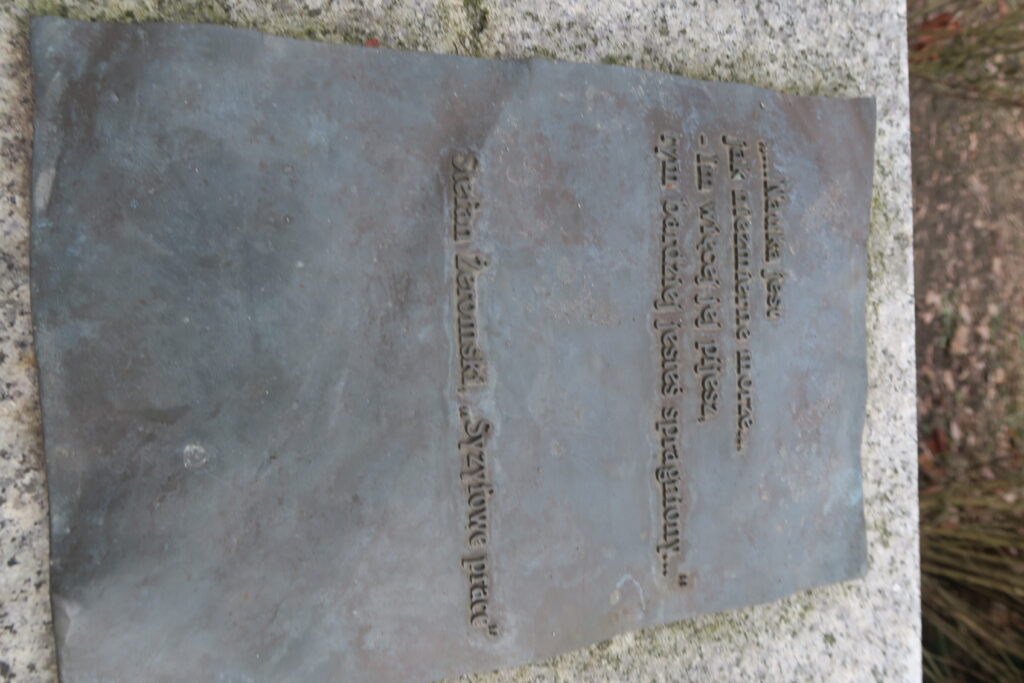 "...Nauka jest
jak niezmierne morze...
- Im więcej jej pijesz,
tym bardziej jesteś spragniony..."
Stefan Żeromski „Syzyfowe prace”